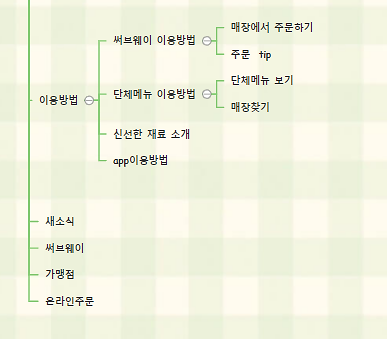 이용방법
써브웨이 이용방법
매장에서 주문하기
주문 tip
단체메뉴 이용방법
단체메뉴 보기
매장찾기
신선한 재료 소개
app이용방법
새소식
써브웨이
가맹점
온라인주문